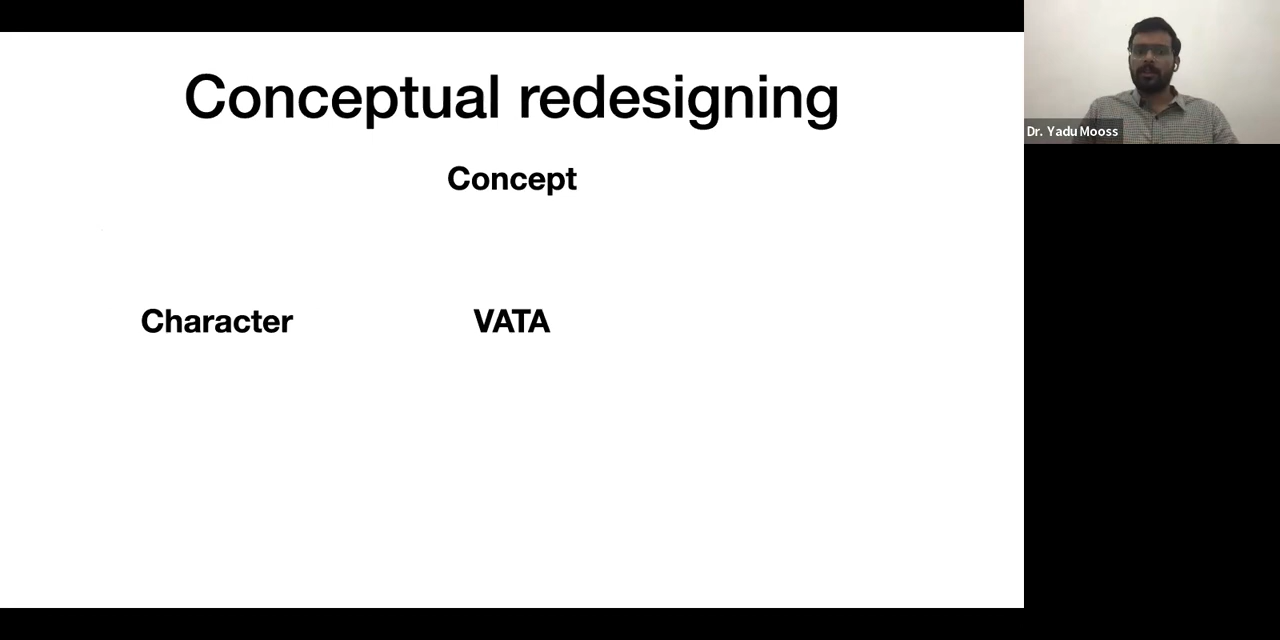 Conceptual redesigning
Concept
Character VATA
Dr. Yadu Mooss